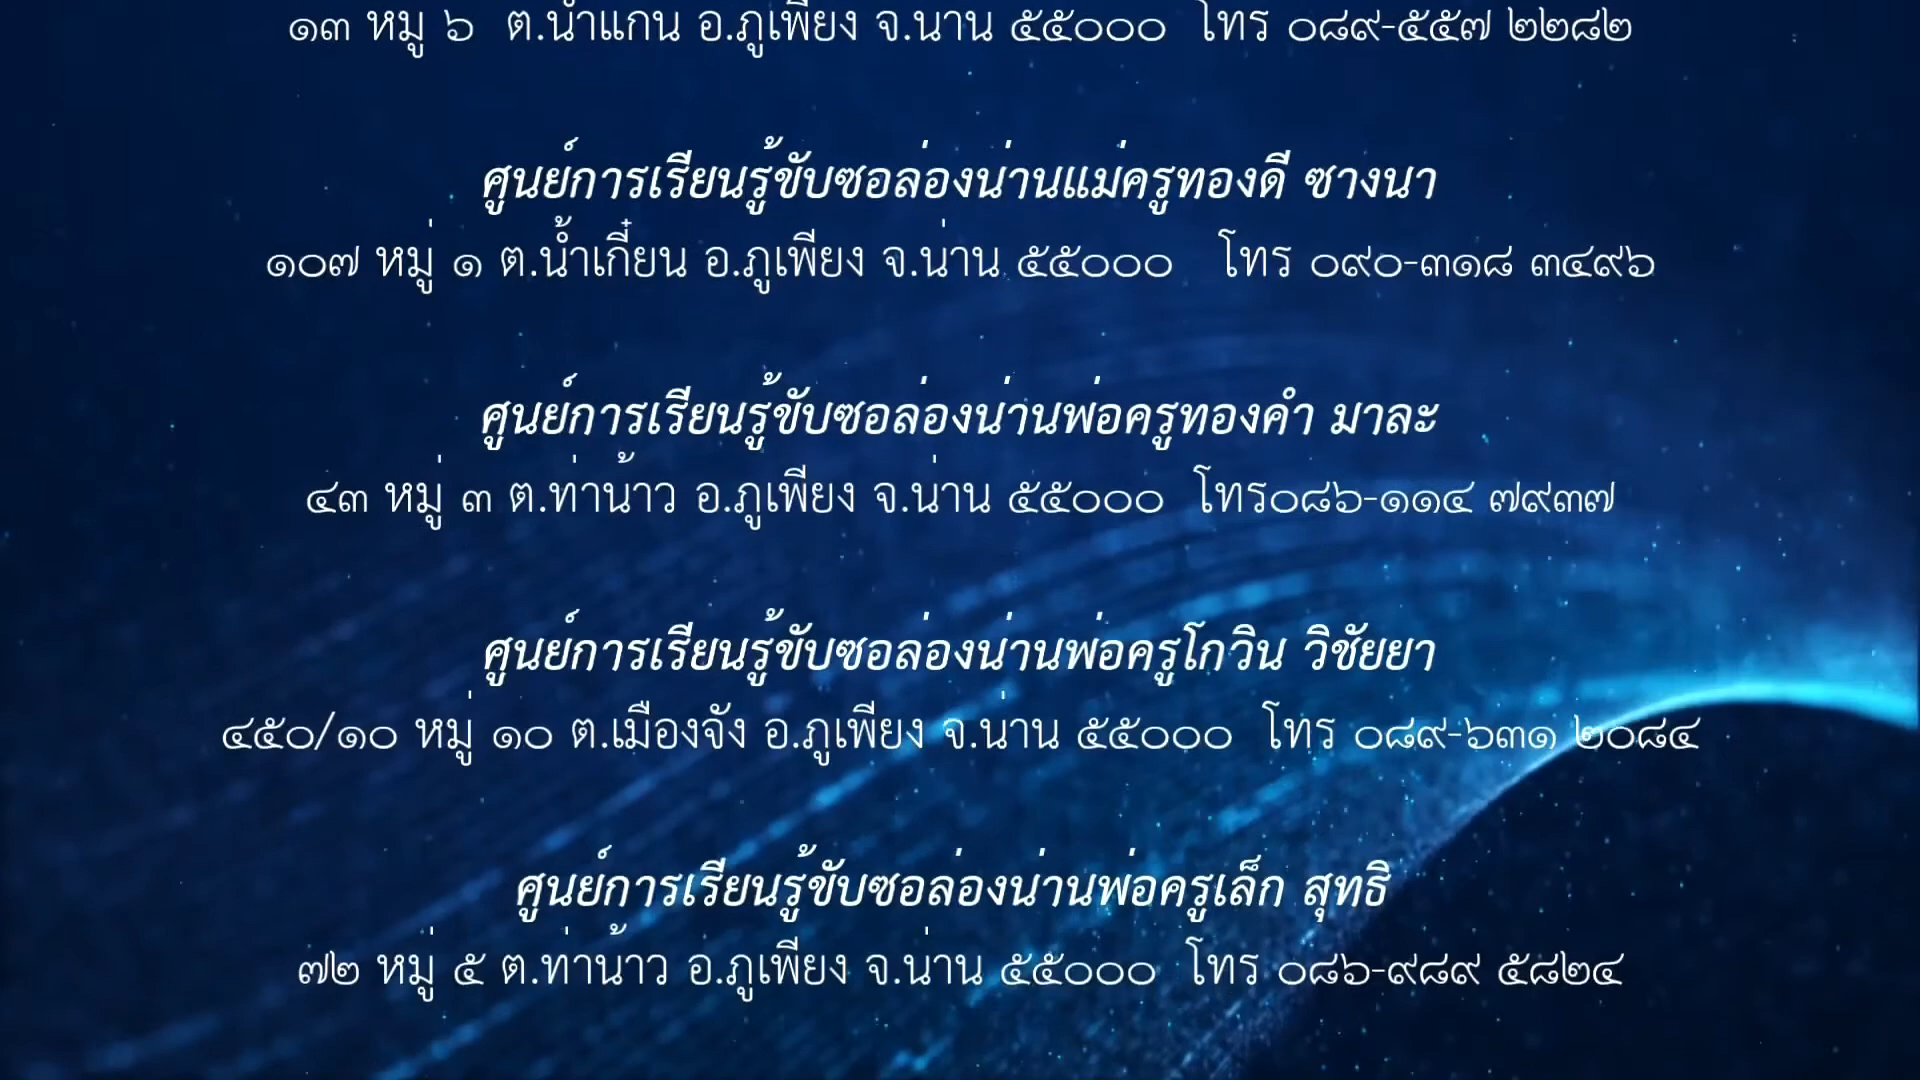 ๑๓ หมู่ ๖ ต.น้ำแก่น อ.ภูเพียง จ.น่าน ๕๕๐๐๐ โทร ๐๘๙-๕๕๗ ๒๒๘๒
ศูนย์การเรียนรู้ขับซอล่องน่านแม่ครูทองดี ซางนา
๑๐๗ หมู่ ๑ ต.น้ำเกี๋ยน อ.ภูเพียง จ.น่าน ๕๕๐๐๐ โทร ๐๙๐-๓๑๘ ๓๔๙๖
ศูนย์การเรียนรู้ขับซอล่องน่านพ่อครูทองคำ มาละ
๔๓ หมู่ ๓ ต.ท่าน้าว อ.ภูเพียง จ.น่าน ๕๕๐๐๐ โทร๐๘๖-๑๑๔ ๗๙๓๗
ศูนย์การเรียนรู้ขับซอล่องน่านพ่อครูโกวิน วิชัยยา
๔๕๐/๑๐ หมู่ ๑๐ ต.เมืองจัง อ.ภูเพียง จ.น่าน ๕๕๐๐๐ โทร ๐๘๙-๖๓๑ ๒๐๘๔
ศูนย์การเรียนรู้ขับซอล่องน่านพ่อครูเล็ก สุทธิ
๗๒ หมู่ ๕ ต.ท่าน้าว อ.ภูเพียง จ.น่าน ๕๕๐๐๐ โทร ๐๘๖-๙๘๙ ๕๘๒๔